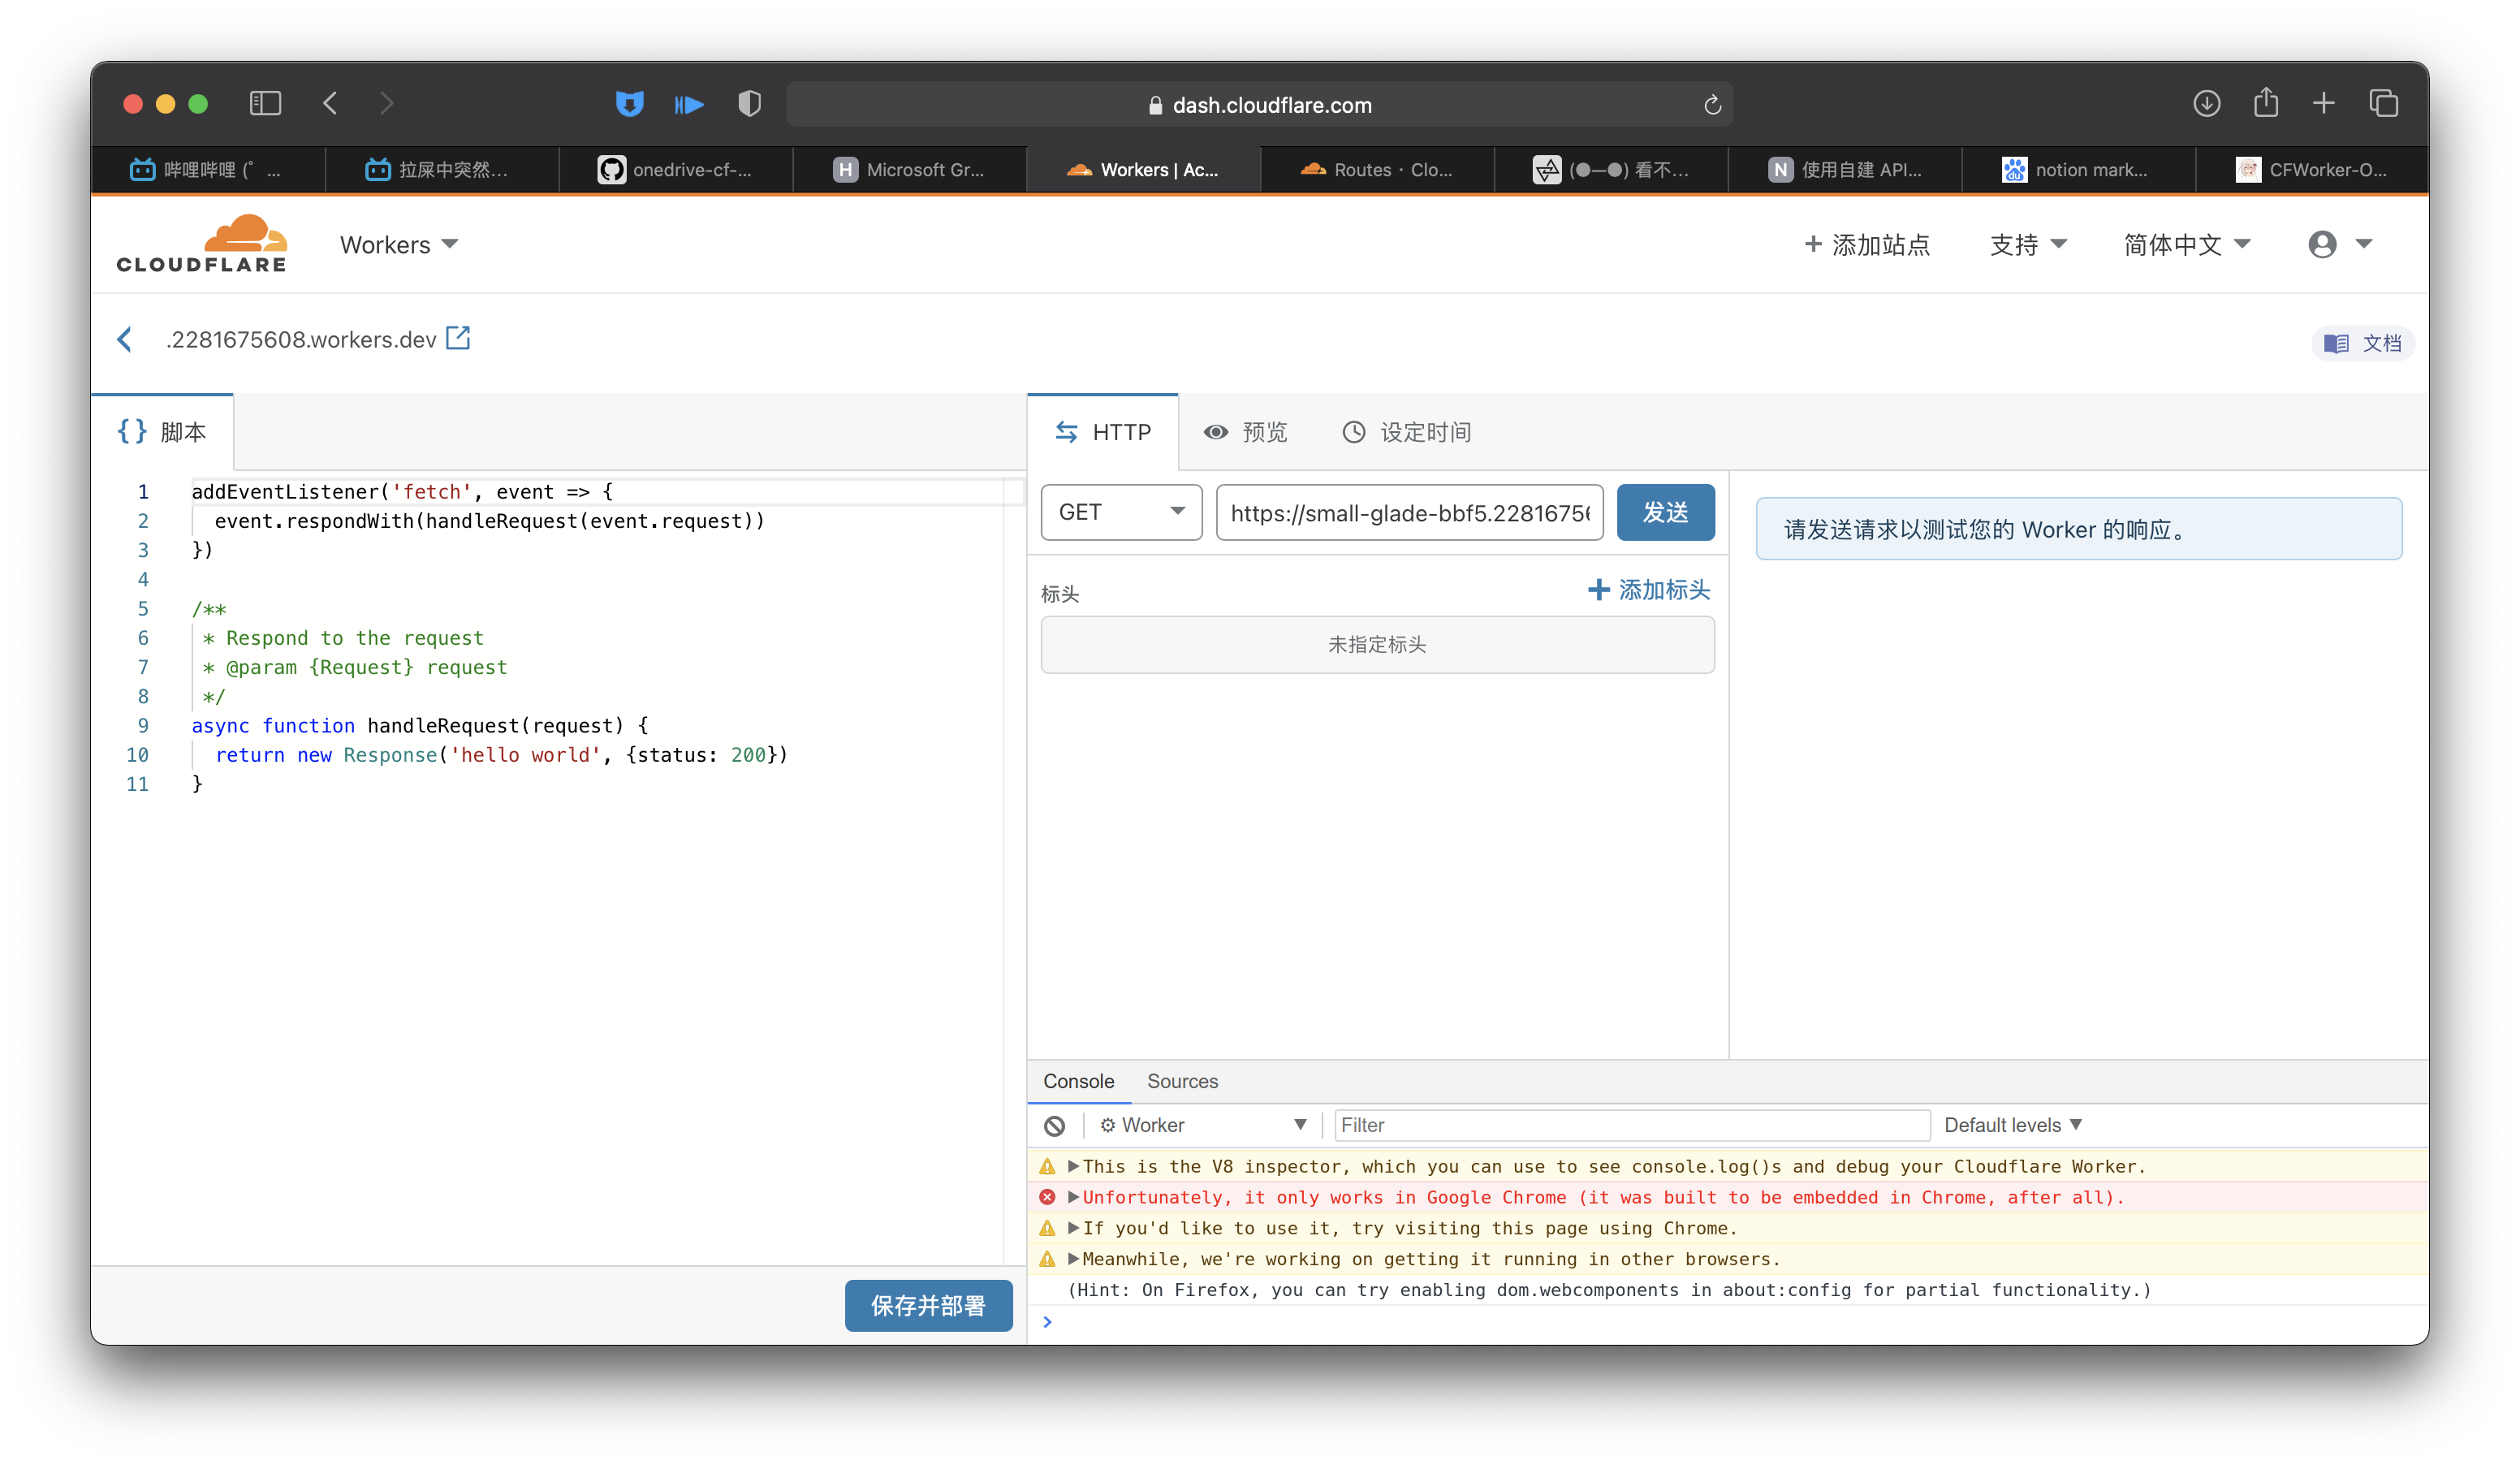 dash.cloudflare.com
哔哩哔哩 (゜ ...
拉屎中突然...
onedrive-cf-...
Microsoft Gr...
Workers | Ac...
Routes · Clo...
(●—●) 看不...
使用自建 API...
notion mark...
CFWorker-O...
CLOUDFLARE
Workers
+ 添加站点
支持
简体中文
.2281675608.workers.dev
文档
{} 脚本
1 addEventListener('fetch', event => {
2 event.respondWith(handleRequest(event.request))
3 })
4
5 /**
6 * Respond to the request
7 * @param {Request} request
8 */
9 async function handleRequest(request) {
10 return new Response('hello world', {status: 200})
11 }
保存并部署
HTTP
预览
设定时间
GET
https://small-glade-bbf5.22816756
发送
标头
+ 添加标头
未指定标头
请发送请求以测试您的 Worker 的响应。
Console
Sources
Worker
Filter
Default levels
This is the V8 inspector, which you can use to see console.log()s and debug your Cloudflare Worker.
Unfortunately, it only works in Google Chrome (it was built to be embedded in Chrome, after all).
If you'd like to use it, try visiting this page using Chrome.
Meanwhile, we're working on getting it running in other browsers.
(Hint: On Firefox, you can try enabling dom.webcomponents in about:config for partial functionality.)